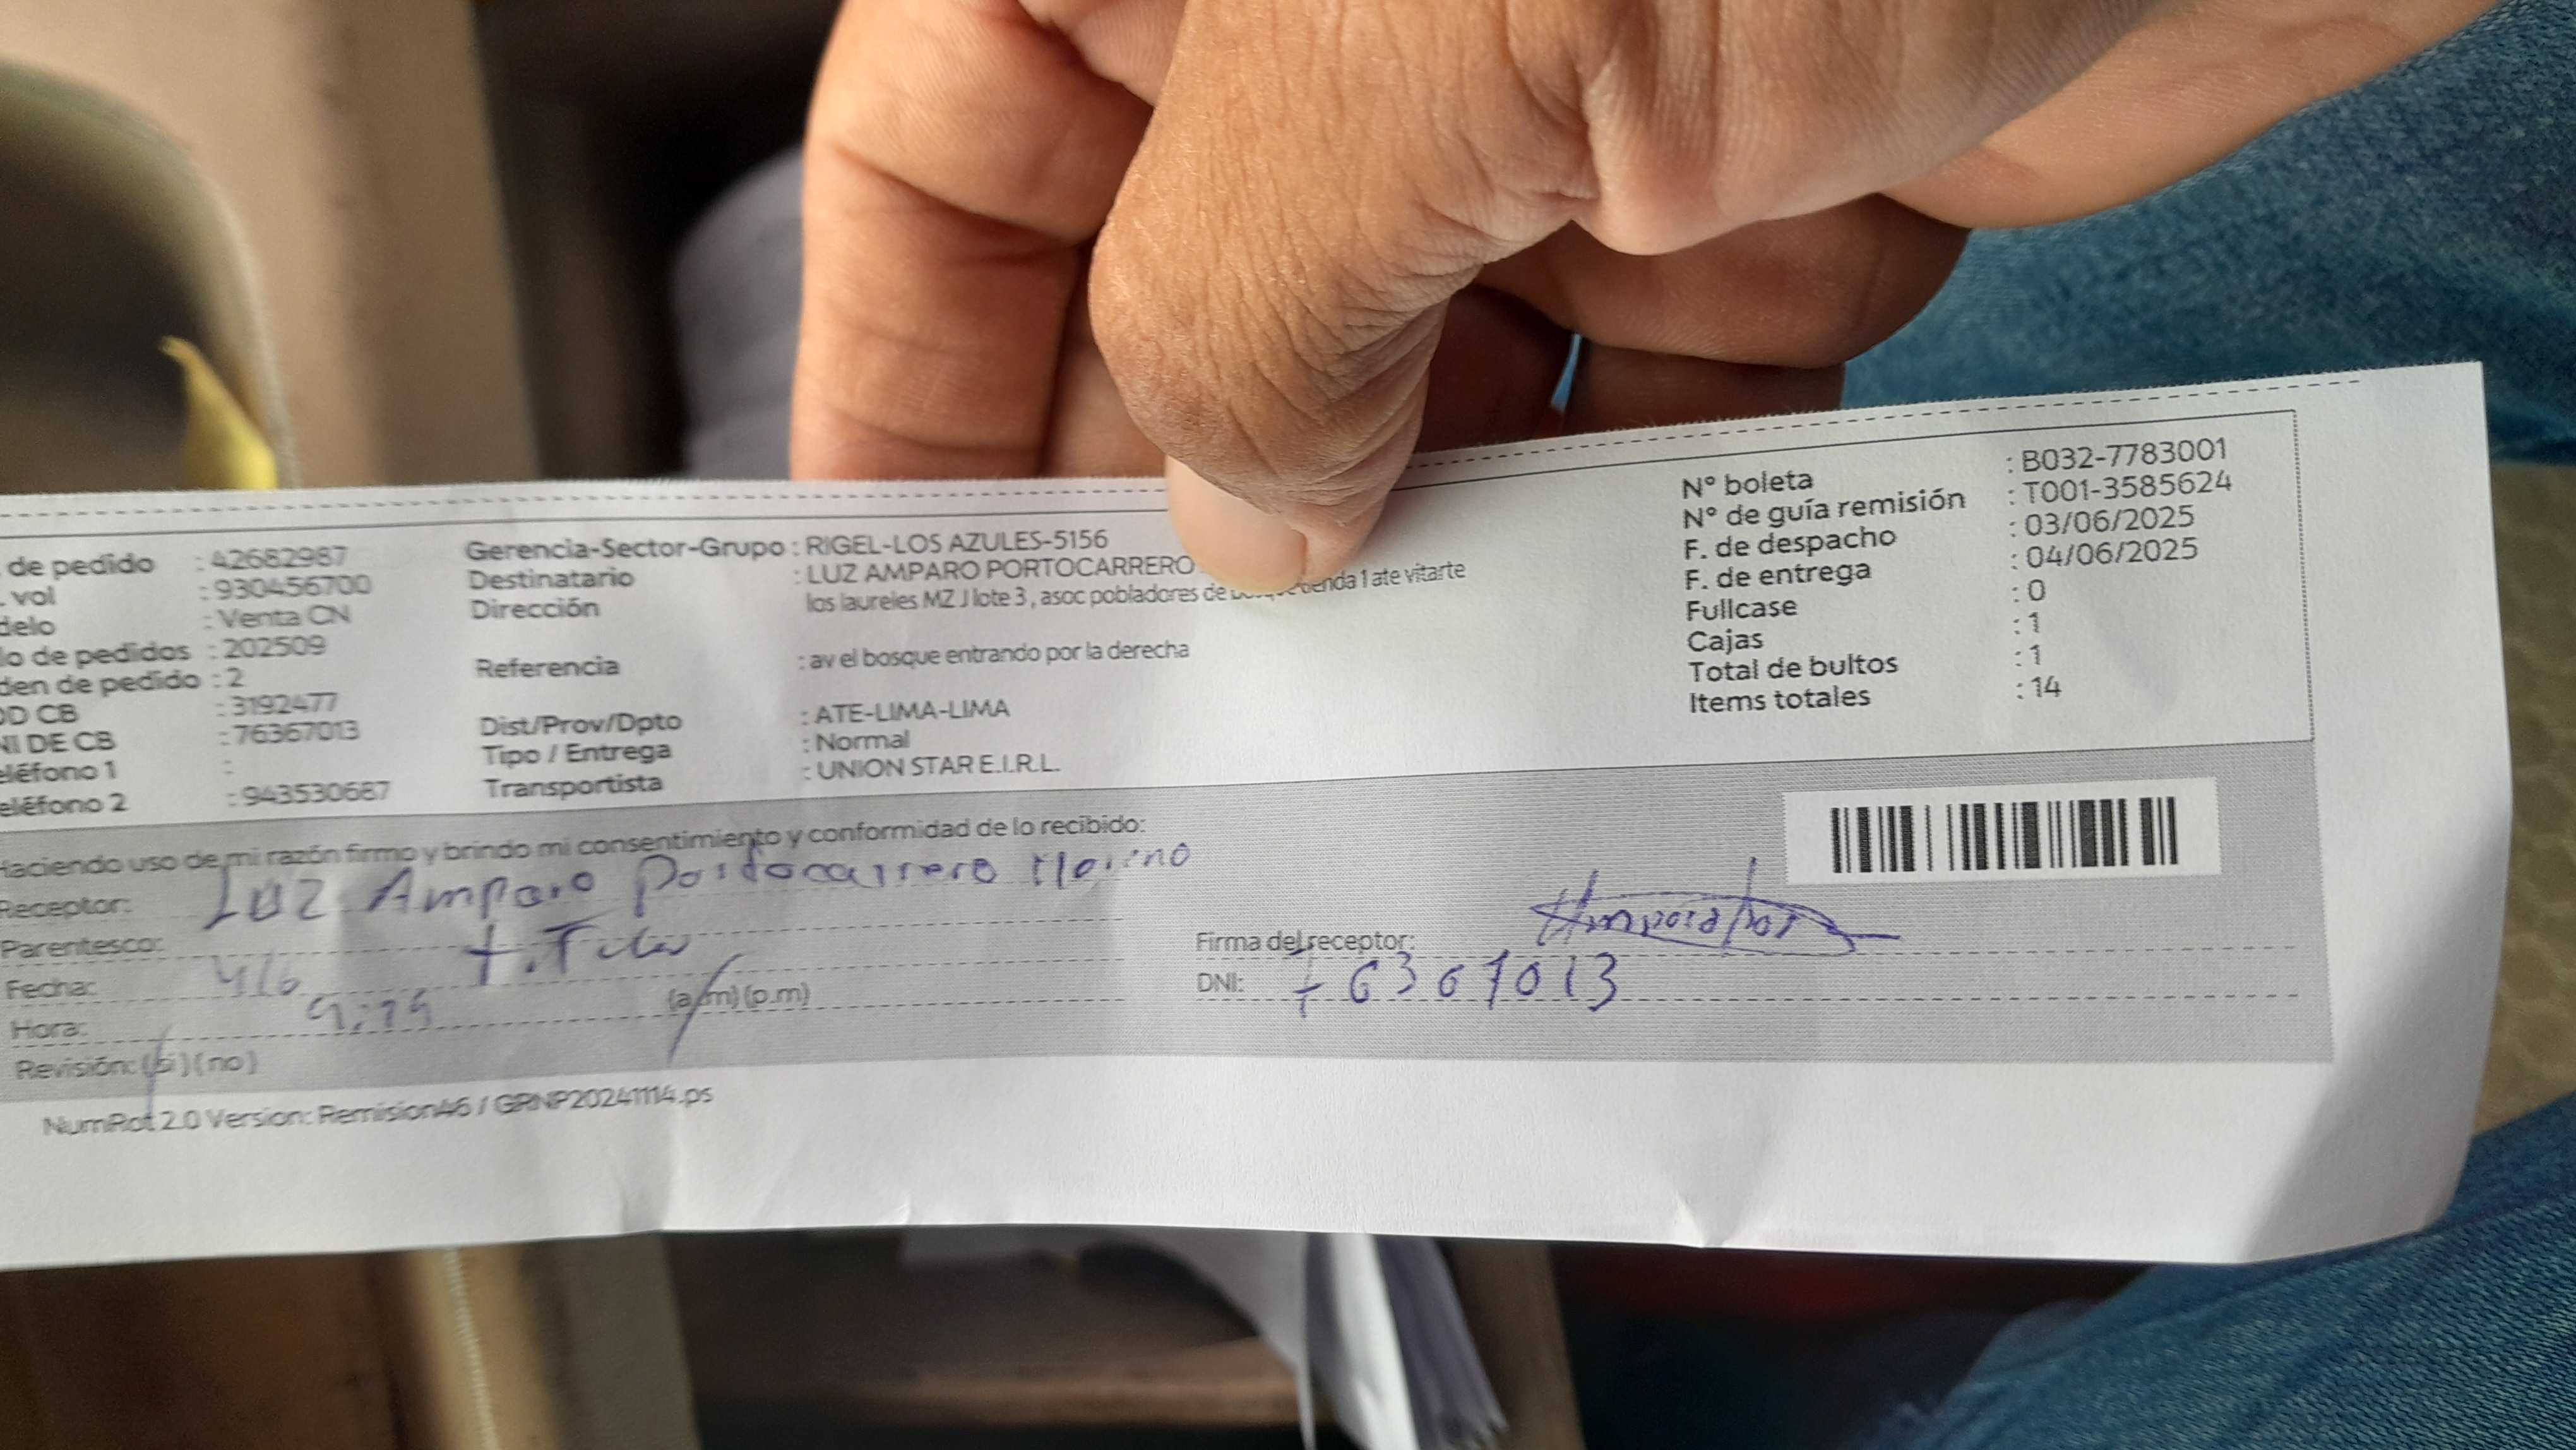 de pedido : 42682987
vol : 930456700
delo : Venta CN
lo de pedidos : 202509
den de pedido : 2
OD CB : 3192477
NI DE CB : 76367013
eléfono 1 :
eléfono 2 : 943530687
Gerencia-Sector-Grupo : RIGEL-LOS AZULES-5156
Destinatario : LUZ AMPARO PORTOCARRERO
Dirección los laureles MZ J lote 3 , asoc pobladores de tienda 1 ate vitarte
Referencia : av el bosque entrando por la derecha
Dist/Prov/Dpto : ATE-LIMA-LIMA
Tipo / Entrega : Normal
Transportista : UNION STAR E.I.R.L.
N° boleta : B032-7783001
N° de guía remisión : T001-3585624
F. de despacho : 03/06/2025
F. de entrega : 04/06/2025
Fullcase : 0
Cajas : 1
Total de bultos : 1
Items totales : 14
Haciendo uso de mi razón firmo y brindo mi consentimiento y conformidad de lo recibido:
Receptor: LUZ Amparo Portocarrero Moreno
Parentesco:
Fecha: 4/6
Hora: (a.m) (p.m)
Revisión: (si) (no)
Firma del receptor:
DNI: 76367013
NumRot 2.0 Version: Remision46 / GRNP20241114.ps